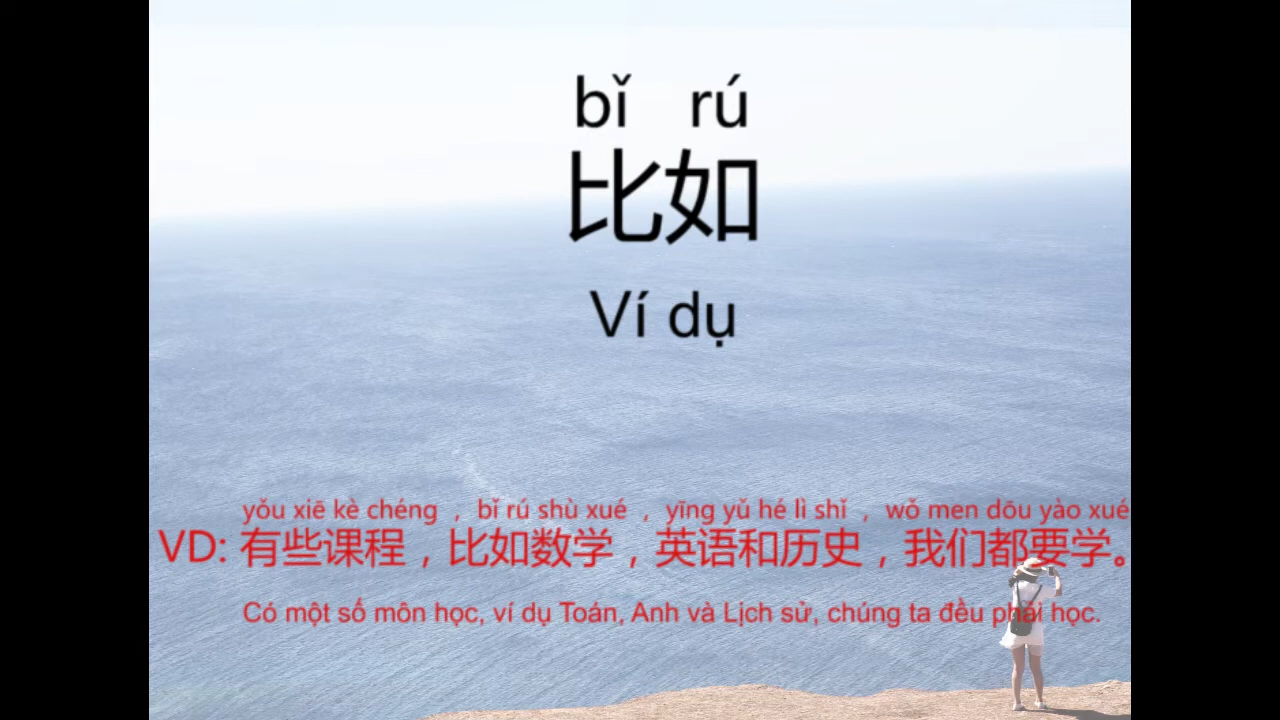 bǐ rú
比如
Ví dụ
yǒu xiē kè chéng , bǐ rú shù xué , yīng yǔ hé lì shǐ , wǒ men dōu yào xué
VD: 有些课程，比如数学，英语和历史，我们都要学。
Có một số môn học, ví dụ Toán, Anh và Lịch sử, chúng ta đều phải học.